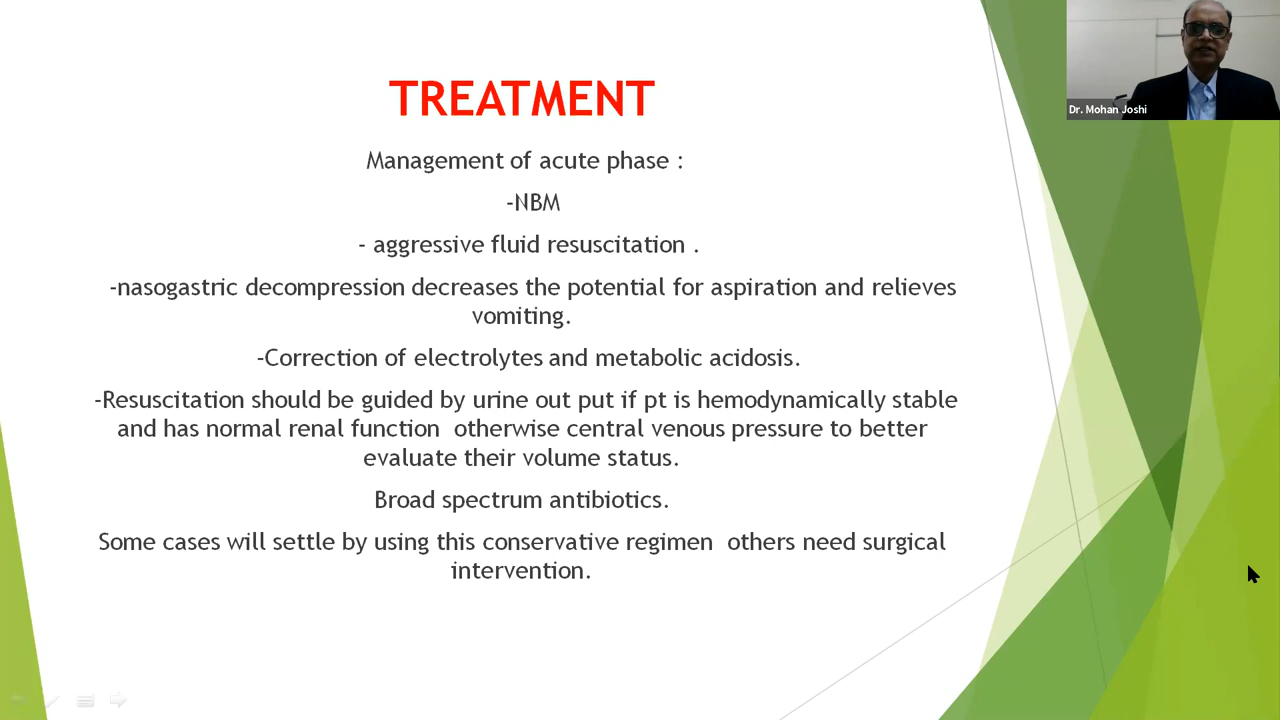 Dr. Mohan Joshi
TREATMENT
Management of acute phase :
-NBM
- aggressive fluid resuscitation .
-nasogastric decompression decreases the potential for aspiration and relieves
vomiting.
-Correction of electrolytes and metabolic acidosis.
-Resuscitation should be guided by urine out put if pt is hemodynamically stable
and has normal renal function otherwise central venous pressure to better
evaluate their volume status.
Broad spectrum antibiotics.
Some cases will settle by using this conservative regimen others need surgical
intervention.